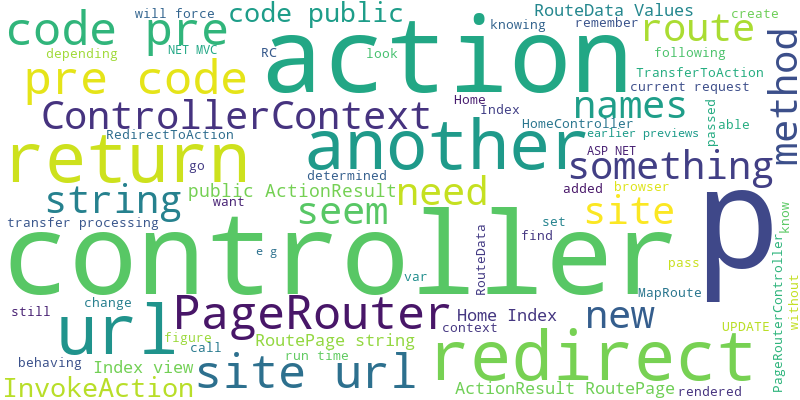 will force
code public
RouteData Values
create
code pre
knowing
remember
route
NET MVC
RC
look
depending
action
following
pre code
TransferToAction
current request
method
Home
names
ControllerContext
Index
HomeController
passed
able
RedirectToAction
another
earlier previews
return
ASP NET
go
something
determined
string
public ActionResult
need
added
browser
want
p
seem
site
transfer processing
controller
set
find
know
e g
RouteData
pass
var
MapRoute
PageRouterController
without
change
still
PageRouter
Home Index
new
url
context
UPDATE
figure
RoutePage string
call
redirect
run time
behaving
Index view
site url
InvokeAction
ActionResult RoutePage
rendered